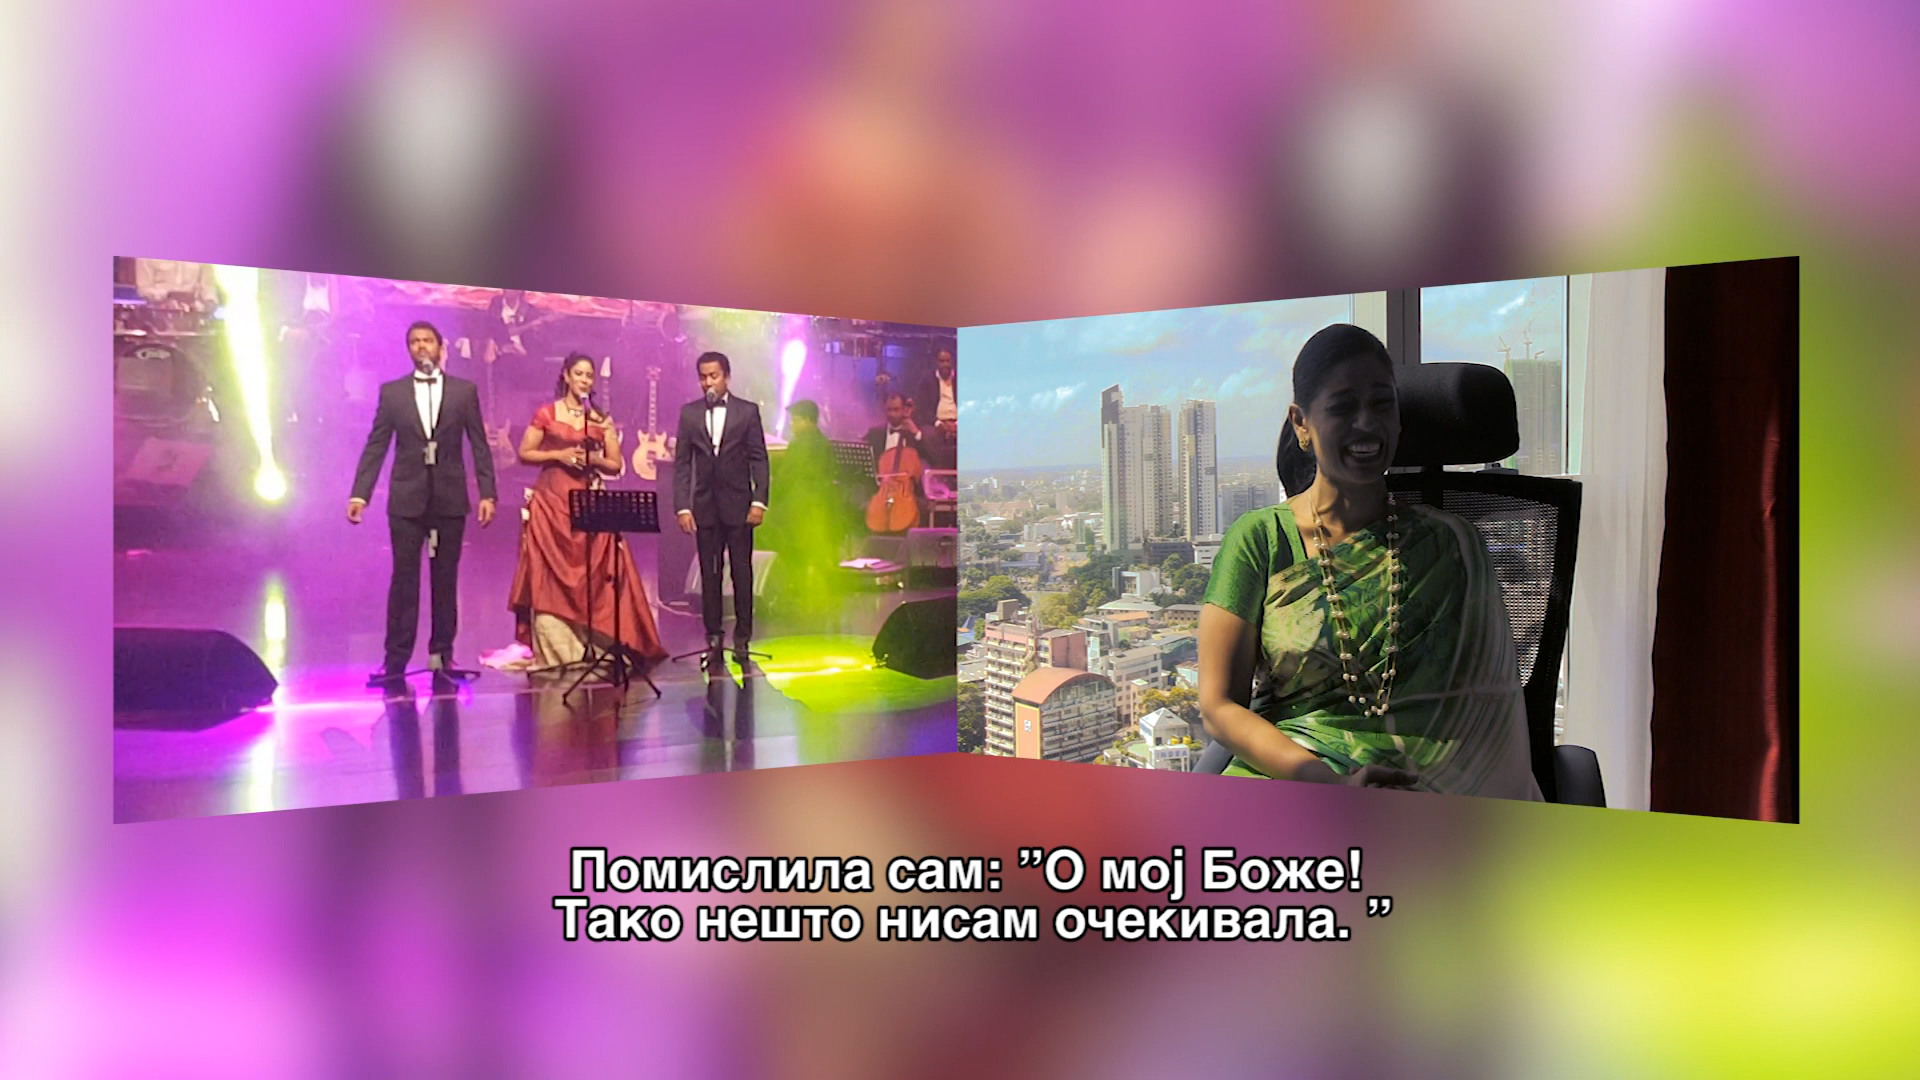 Помислила сам: ”О мој Боже!
Тако нешто нисам очекивала. ”